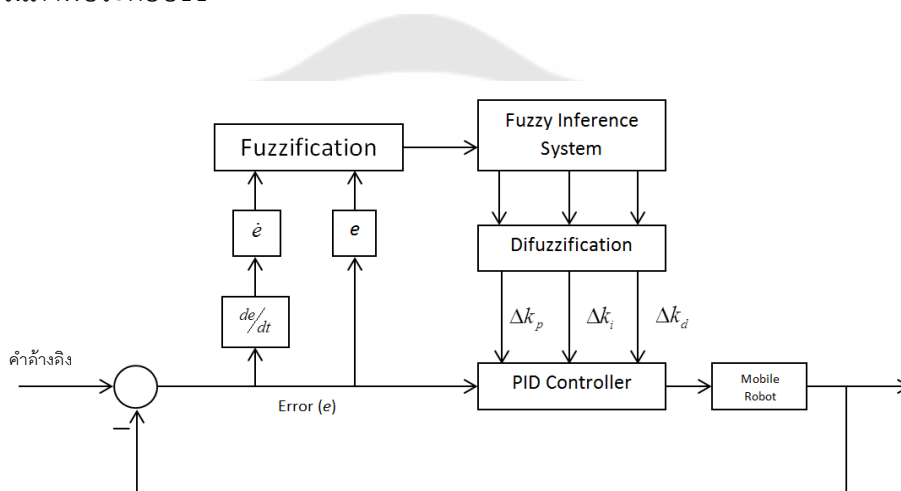 Fuzzy Inference
System
Fuzzification
ė
e
Difuzzification
de/dt
Δk_p
Δk_i
Δk_d
คำอ้างอิง
PID Controller
Mobile
Robot
Error (e)
−